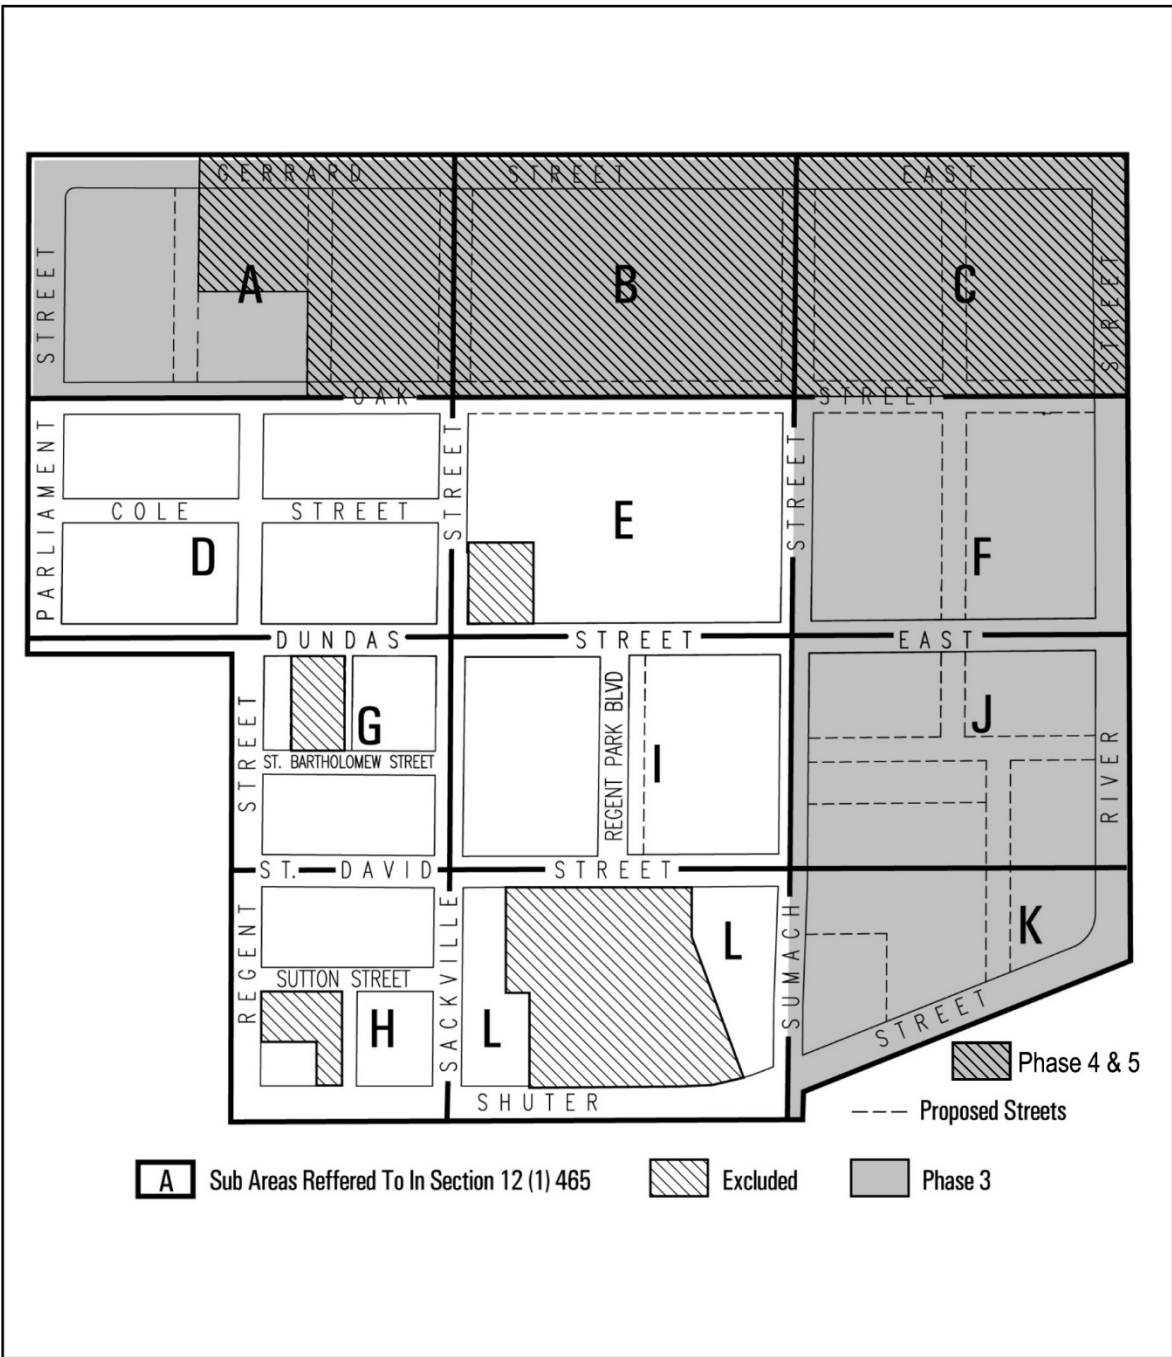 GERRARD STREET EAST
STREET
A
B
C
STREET
OAK STREET
PARLIAMENT
STREET
STREET
COLE STREET
D
E
F
DUNDAS STREET EAST
STREET
G
REGENT PARK BLVD
I
J
RIVER
ST. BARTHOLOMEW STREET
ST. DAVID STREET
REGENT
SACKVILLE
SUMACH
SUTTON STREET
H
L
L
K
STREET
SHUTER
Phase 4 & 5
Proposed Streets
A Sub Areas Reffered To In Section 12 (1) 465
Excluded
Phase 3